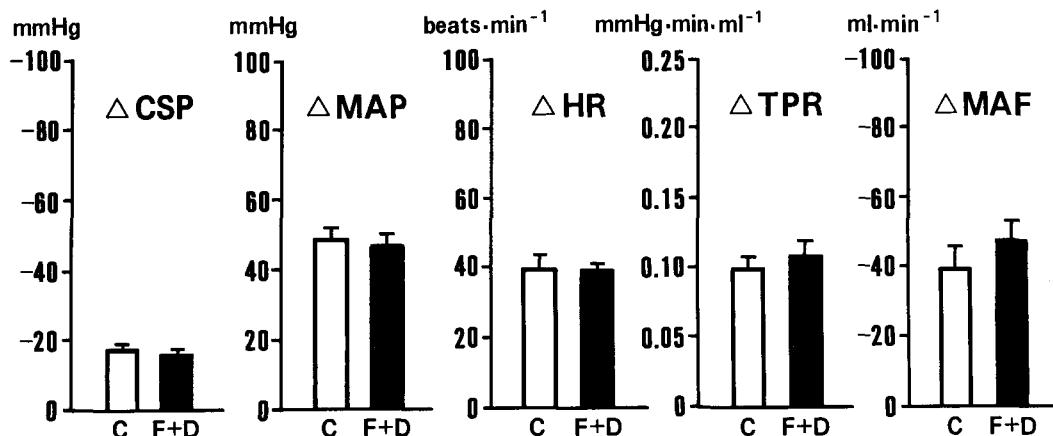 mmHg
-100
-80
-60
-40
-20
0
△ CSP
C F+D
mmHg
100
80
60
40
20
0
△ MAP
C F+D
beats·min⁻¹
100
80
60
40
20
0
△ HR
C F+D
mmHg·min·ml⁻¹
0.25
0.20
0.15
0.10
0.05
0
△ TPR
C F+D
ml·min⁻¹
-100
-80
-60
-40
-20
0
△ MAF
C F+D